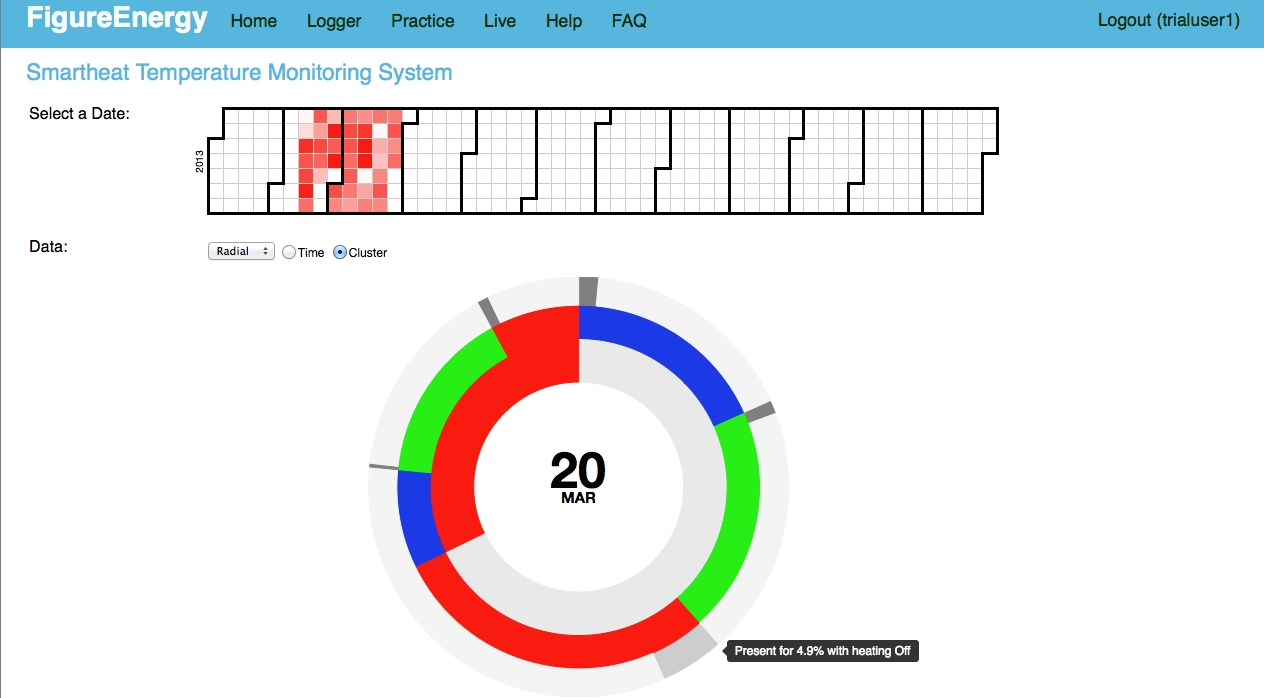 FigureEnergy Home Logger Practice Live Help FAQ Logout (trialuser1)
Smartheat Temperature Monitoring System
Select a Date:
2013
Data: Radial Time Cluster
20
MAR
Present for 4.9% with heating Off